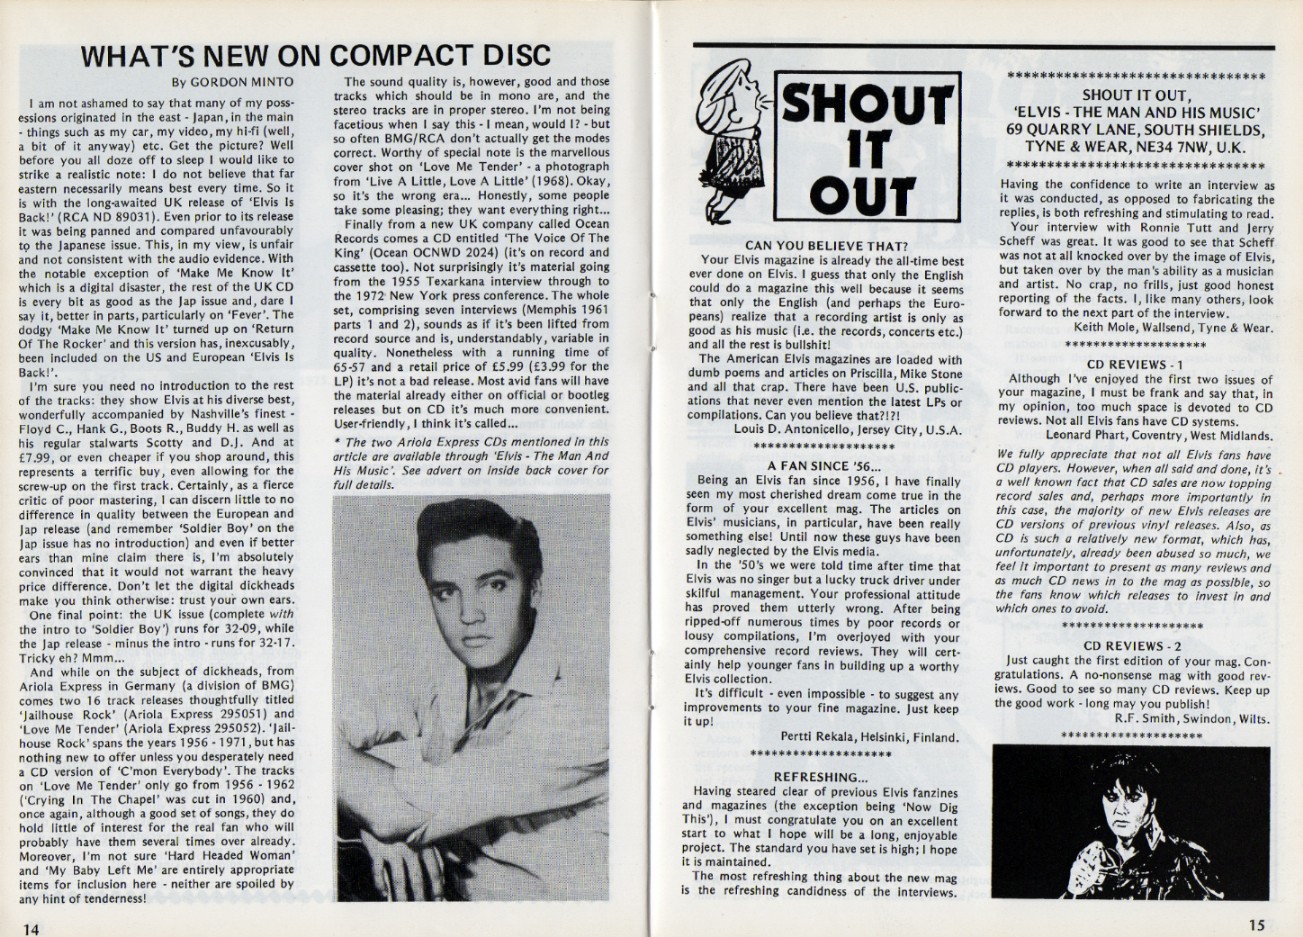 WHAT'S NEW ON COMPACT DISC
By GORDON MINTO
I am not ashamed to say that many of my poss-
essions originated in the east - Japan, in the main
- things such as my car, my video, my hi-fi (well,
a bit of it anyway) etc. Get the picture? Well
before you all doze off to sleep I would like to
strike a realistic note: I do not believe that far
eastern necessarily means best every time. So it
is with the long-awaited UK release of 'Elvis Is
Back!' (RCA ND 89031). Even prior to its release
it was being panned and compared unfavourably
to the Japanese issue. This, in my view, is unfair
and not consistent with the audio evidence. With
the notable exception of 'Make Me Know It'
which is a digital disaster, the rest of the UK CD
is every bit as good as the Jap issue and, dare I
say it, better in parts, particularly on 'Fever'. The
dodgy 'Make Me Know It' turned up on 'Return
Of The Rocker' and this version has, inexcusably,
been included on the US and European 'Elvis Is
Back!'.
I'm sure you need no introduction to the rest
of the tracks: they show Elvis at his diverse best,
wonderfully accompanied by Nashville's finest -
Floyd C., Hank G., Boots R., Buddy H. as well as
his regular stalwarts Scotty and D.J. And at
£7.99, or even cheaper if you shop around, this
represents a terrific buy, even allowing for the
screw-up on the first track. Certainly, as a fierce
critic of poor mastering, I can discern little to no
difference in quality between the European and
Jap release (and remember 'Soldier Boy' on the
Jap issue has no introduction) and even if better
ears than mine claim there is, I'm absolutely
convinced that it would not warrant the heavy
price difference. Don't let the digital dickheads
make you think otherwise: trust your own ears.
One final point: the UK issue (complete with
the intro to 'Soldier Boy') runs for 32-09, while
the Jap release - minus the intro - runs for 32-17.
Tricky eh? Mmm...
And while on the subject of dickheads, from
Ariola Express in Germany (a division of BMG)
comes two 16 track releases thoughtfully titled
'Jailhouse Rock' (Ariola Express 295051) and
'Love Me Tender' (Ariola Express 295052). 'Jail-
house Rock' spans the years 1956 - 1971, but has
nothing new to offer unless you desperately need
a CD version of 'C'mon Everybody'. The tracks
on 'Love Me Tender' only go from 1956 - 1962
('Crying In The Chapel' was cut in 1960) and,
once again, although a good set of songs, they do
hold little of interest for the real fan who will
probably have them several times over already.
Moreover, I'm not sure 'Hard Headed Woman'
and 'My Baby Left Me' are entirely appropriate
items for inclusion here - neither are spoiled by
any hint of tenderness!
The sound quality is, however, good and those
tracks which should be in mono are, and the
stereo tracks are in proper stereo. I'm not being
facetious when I say this - I mean, would I? - but
so often BMG/RCA don't actually get the modes
correct. Worthy of special note is the marvellous
cover shot on 'Love Me Tender' - a photograph
from 'Live A Little, Love A Little' (1968). Okay,
so it's the wrong era... Honestly, some people
take some pleasing; they want everything right...
Finally from a new UK company called Ocean
Records comes a CD entitled 'The Voice Of The
King' (Ocean OCNWD 2024) (it's on record and
cassette too). Not surprisingly it's material going
from the 1955 Texarkana interview through to
the 1972 New York press conference. The whole
set, comprising seven interviews (Memphis 1961
parts 1 and 2), sounds as if it's been lifted from
record source and is, understandably, variable in
quality. Nonetheless with a running time of
65-57 and a retail price of £5.99 (£3.99 for the
LP) it's not a bad release. Most avid fans will have
the material already either on official or bootleg
releases but on CD it's much more convenient.
User-friendly, I think it's called...
* The two Ariola Express CDs mentioned in this
article are available through 'Elvis - The Man And
His Music'. See advert on inside back cover for
full details.
14
SHOUT
IT
OUT
CAN YOU BELIEVE THAT?
Your Elvis magazine is already the all-time best
ever done on Elvis. I guess that only the English
could do a magazine this well because it seems
that only the English (and perhaps the Euro-
peans) realize that a recording artist is only as
good as his music (i.e. the records, concerts etc.)
and all the rest is bullshit!
The American Elvis magazines are loaded with
dumb poems and articles on Priscilla, Mike Stone
and all that crap. There have been U.S. public-
ations that never even mention the latest LPs or
compilations. Can you believe that?!?!
Louis D. Antonicello, Jersey City, U.S.A.
********************
A FAN SINCE '56...
Being an Elvis fan since 1956, I have finally
seen my most cherished dream come true in the
form of your excellent mag. The articles on
Elvis' musicians, in particular, have been really
something else! Until now these guys have been
sadly neglected by the Elvis media.
In the '50's we were told time after time that
Elvis was no singer but a lucky truck driver under
skilful management. Your professional attitude
has proved them utterly wrong. After being
ripped-off numerous times by poor records or
lousy compilations, I'm overjoyed with your
comprehensive record reviews. They will cert-
ainly help younger fans in building up a worthy
Elvis collection.
It's difficult - even impossible - to suggest any
improvements to your fine magazine. Just keep
it up!
Pertti Rekala, Helsinki, Finland.
********************
REFRESHING...
Having steared clear of previous Elvis fanzines
and magazines (the exception being 'Now Dig
This'), I must congratulate you on an excellent
start to what I hope will be a long, enjoyable
project. The standard you have set is high; I hope
it is maintained.
The most refreshing thing about the new mag
is the refreshing candidness of the interviews.
********************************
SHOUT IT OUT,
'ELVIS - THE MAN AND HIS MUSIC'
69 QUARRY LANE, SOUTH SHIELDS,
TYNE & WEAR, NE34 7NW, U.K.
********************************
Having the confidence to write an interview as
it was conducted, as opposed to fabricating the
replies, is both refreshing and stimulating to read.
Your interview with Ronnie Tutt and Jerry
Scheff was great. It was good to see that Scheff
was not at all knocked over by the image of Elvis,
but taken over by the man's ability as a musician
and artist. No crap, no frills, just good honest
reporting of the facts. I, like many others, look
forward to the next part of the interview.
Keith Mole, Wallsend, Tyne & Wear.
********************
CD REVIEWS - 1
Although I've enjoyed the first two issues of
your magazine, I must be frank and say that, in
my opinion, too much space is devoted to CD
reviews. Not all Elvis fans have CD systems.
Leonard Phart, Coventry, West Midlands.
We fully appreciate that not all Elvis fans have
CD players. However, when all said and done, it's
a well known fact that CD sales are now topping
record sales and, perhaps more importantly in
this case, the majority of new Elvis releases are
CD versions of previous vinyl releases. Also, as
CD is such a relatively new format, which has,
unfortunately, already been abused so much, we
feel it important to present as many reviews and
as much CD news in to the mag as possible, so
the fans know which releases to invest in and
which ones to avoid.
********************
CD REVIEWS - 2
Just caught the first edition of your mag. Con-
gratulations. A no-nonsense mag with good rev-
iews. Good to see so many CD reviews. Keep up
the good work - long may you publish!
R.F. Smith, Swindon, Wilts.
********************
15